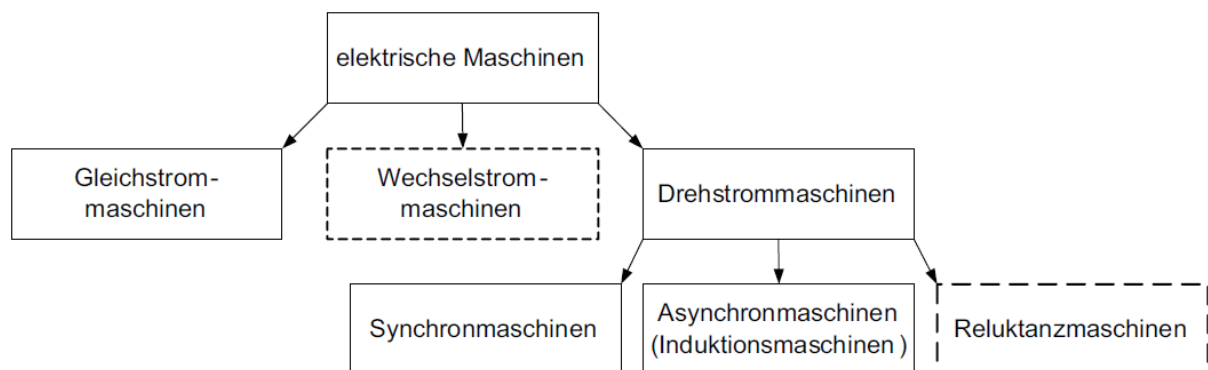 elektrische Maschinen
Gleichstrom-
maschinen
Wechselstrom-
maschinen
Drehstrommaschinen
Synchronmaschinen
Asynchronmaschinen
(Induktionsmaschinen)
Reluktanzmaschinen